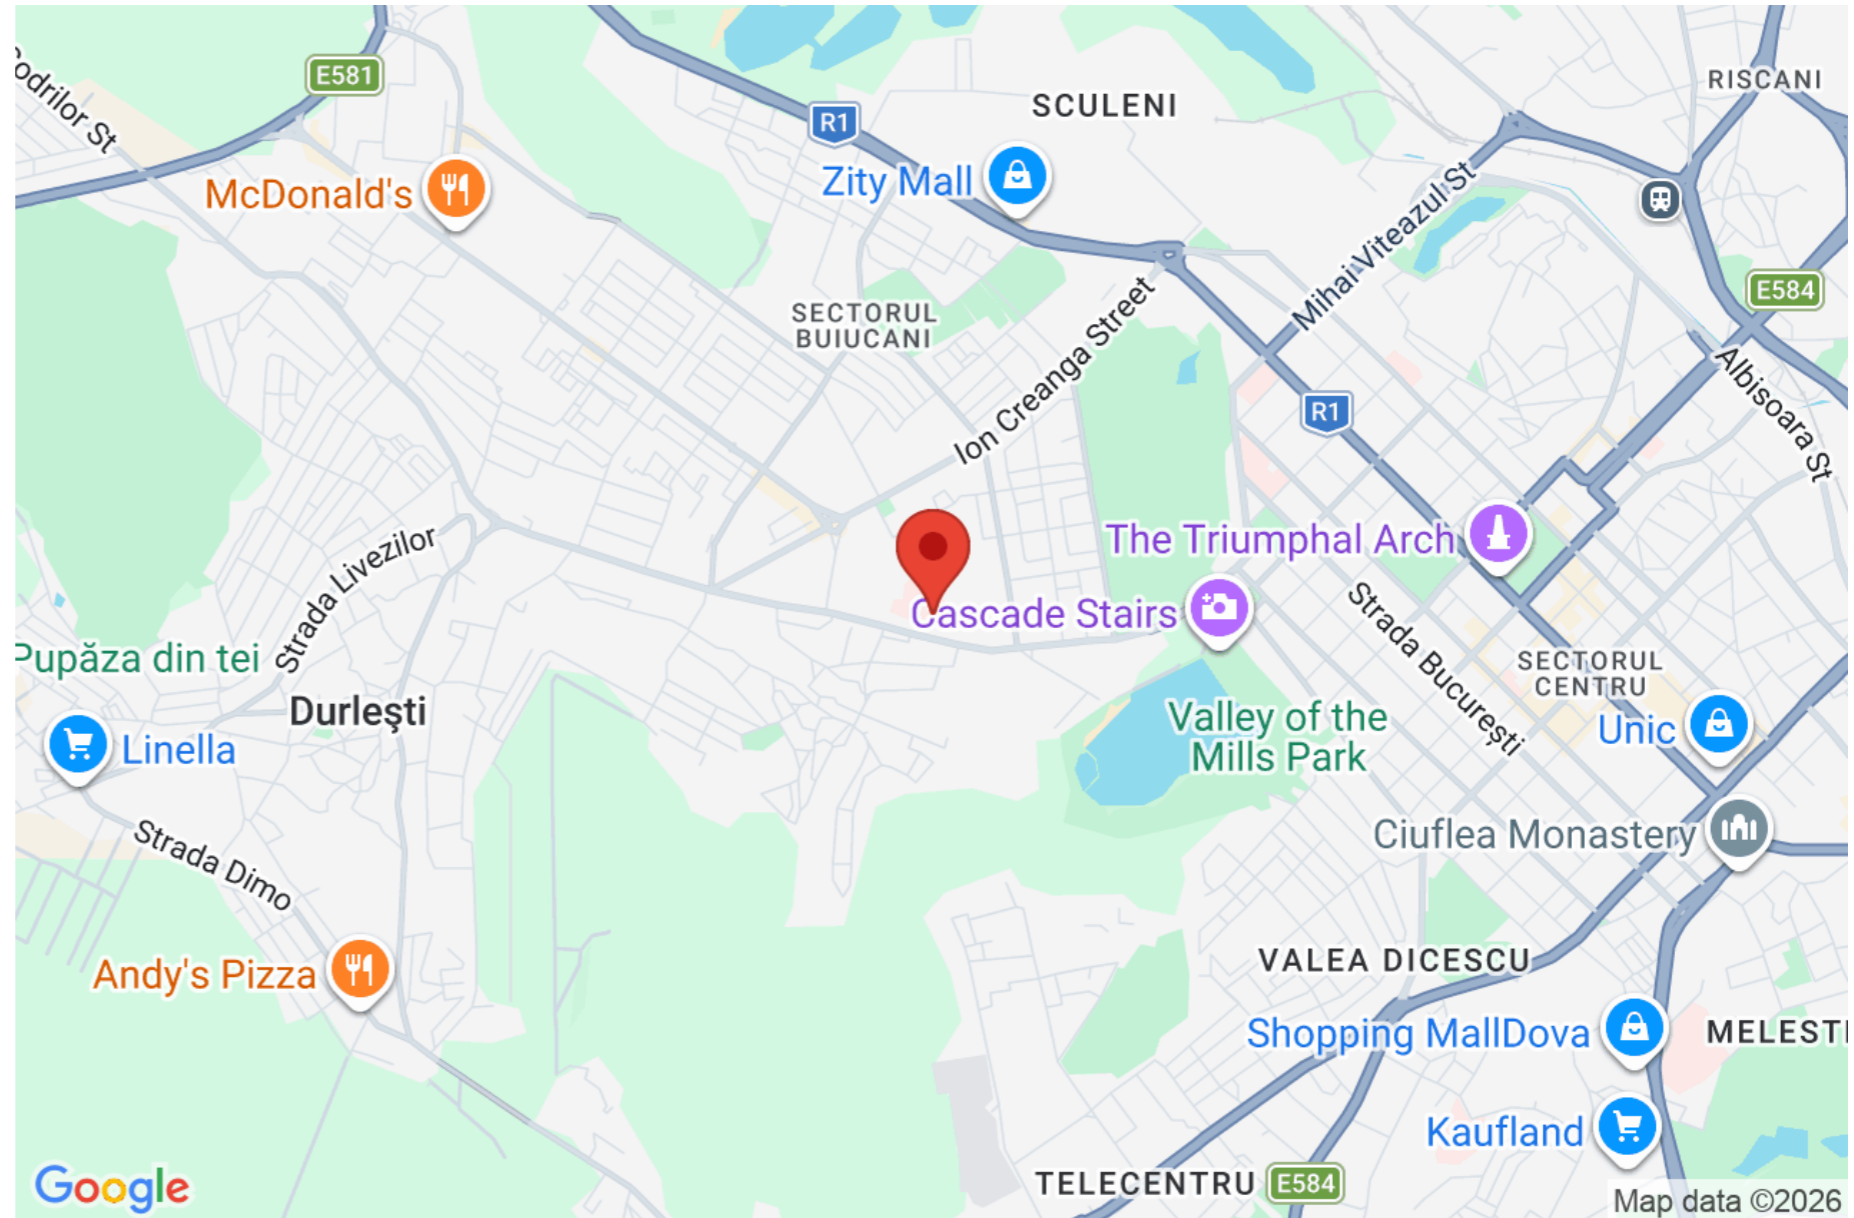 Codrilor St
E581
R1
SCULENI
RISCANI
McDonald's
Zity Mall
Mihai Viteazul St
E584
SECTORUL
BUIUCANI
Ion Creanga Street
R1
Albisoara St
The Triumphal Arch
Strada Livezilor
Cascade Stairs
Strada București
Pupăza din tei
SECTORUL
CENTRU
Durleşti
Valley of the
Mills Park
Unic
Linella
Strada Dimo
Ciuflea Monastery
VALEA DICESCU
Andy's Pizza
Shopping MallDova
MELESTI
Kaufland
TELECENTRU
E584
Google
Map data ©2026